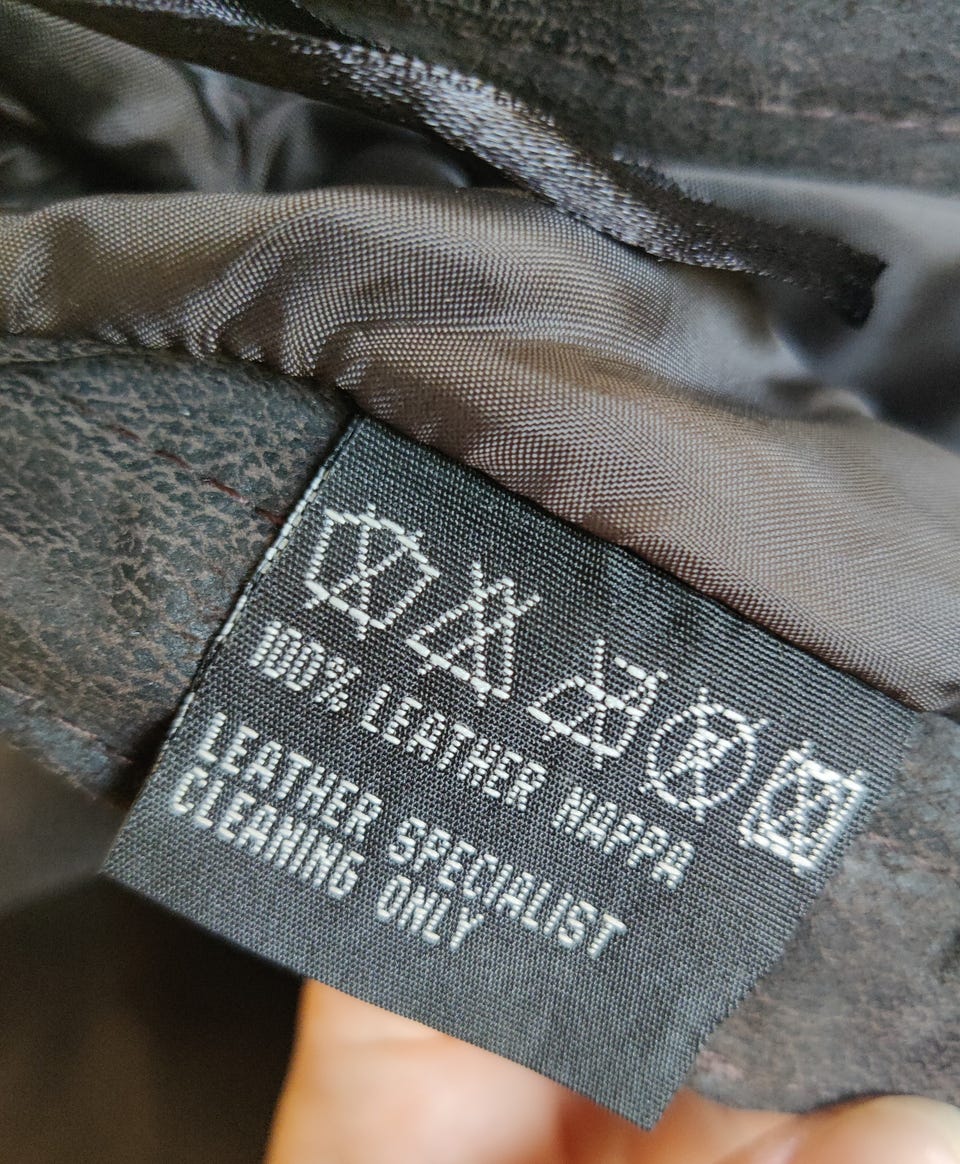 100% LEATHER NAPPA
LEATHER SPECIALIST
CLEANING ONLY